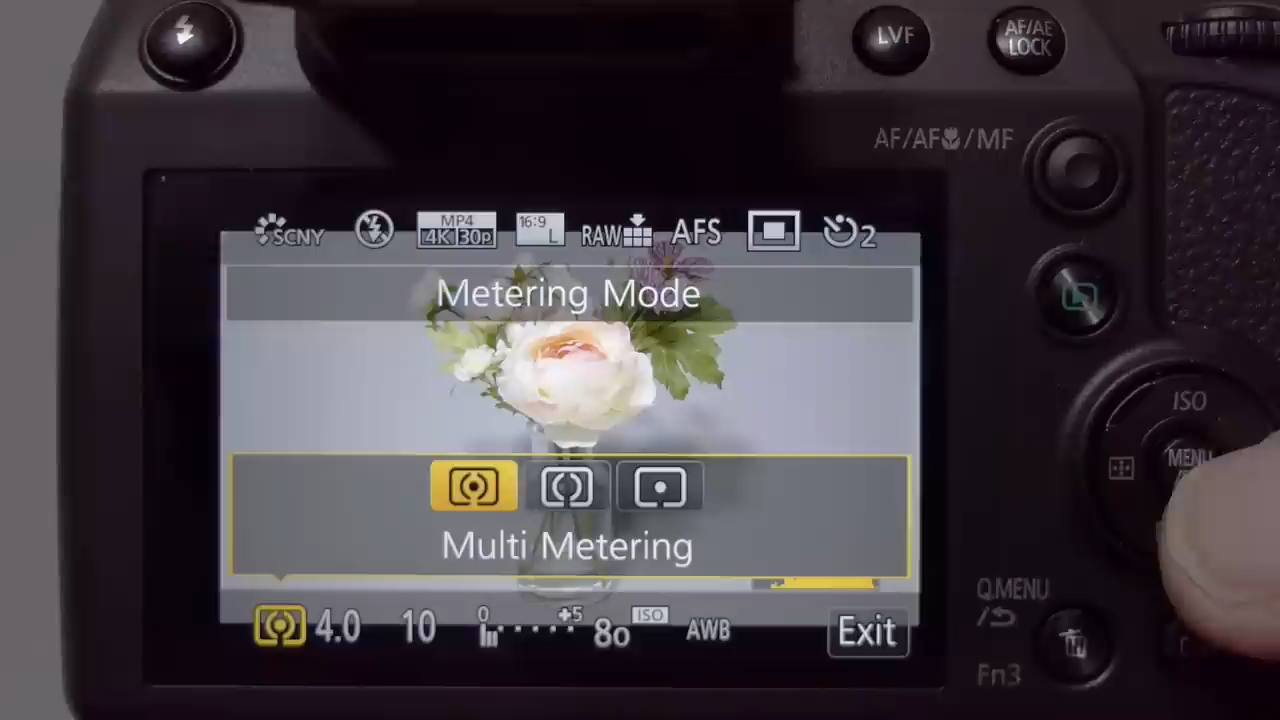 LVF
AF/AE
LOCK
AF/AF/MF
SCNY
MP4
4K 30p
16:9
L
RAW
AFS
2
Metering Mode
ISO
MENU
Multi Metering
4.0
10
0
+5
80
ISO
AWB
Exit
Q.MENU
Fn3